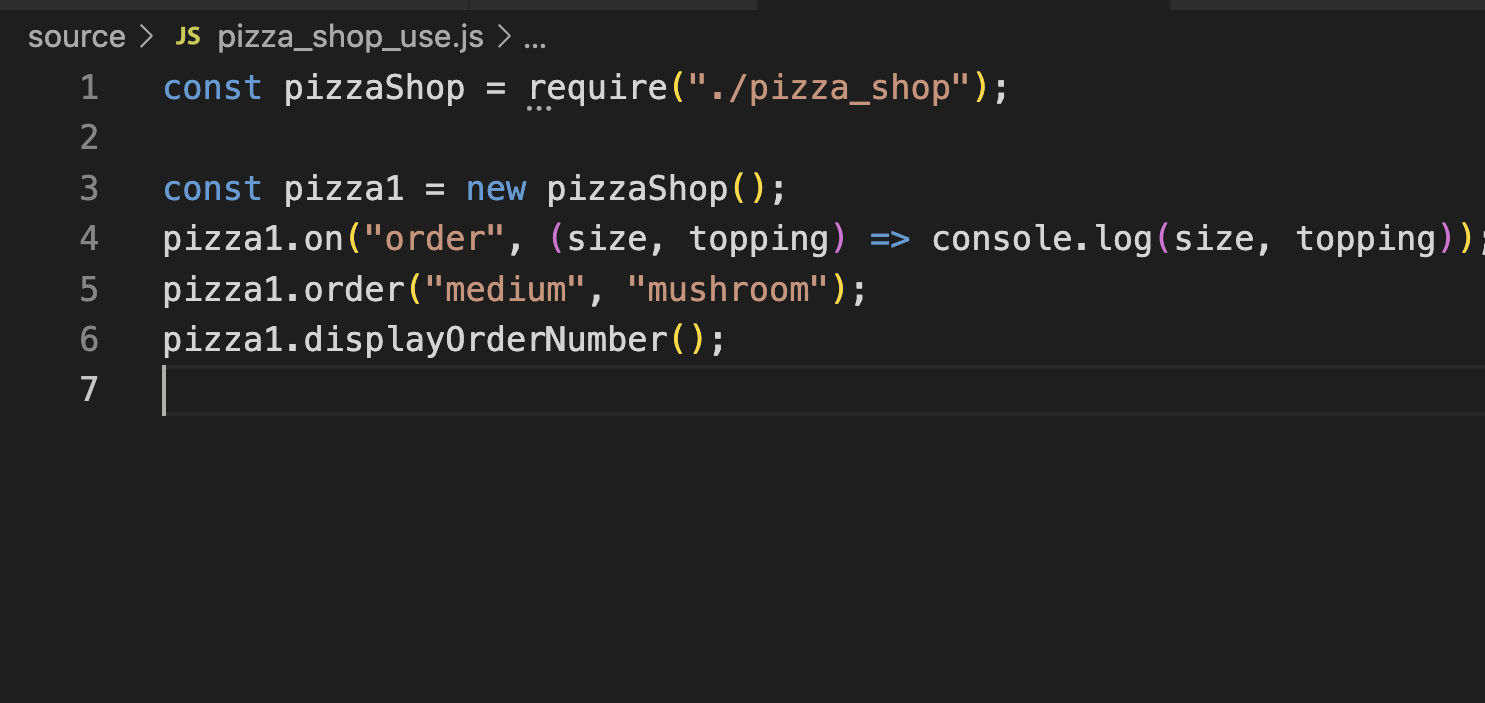 source > JS pizza_shop_use.js > ...
1 const pizzaShop = require("./pizza_shop");
2
3 const pizza1 = new pizzaShop();
4 pizza1.on("order", (size, topping) => console.log(size, topping));
5 pizza1.order("medium", "mushroom");
6 pizza1.displayOrderNumber();
7